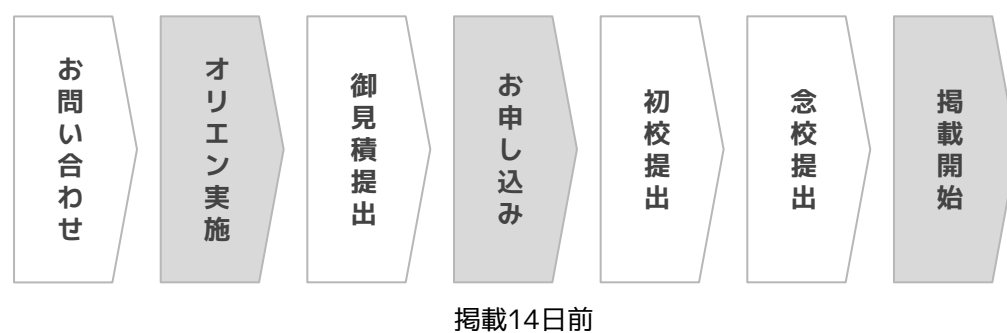 お問い合わせ
オリエン実施
御見積提出
お申し込み
初校提出
念校提出
掲載開始
掲載14日前